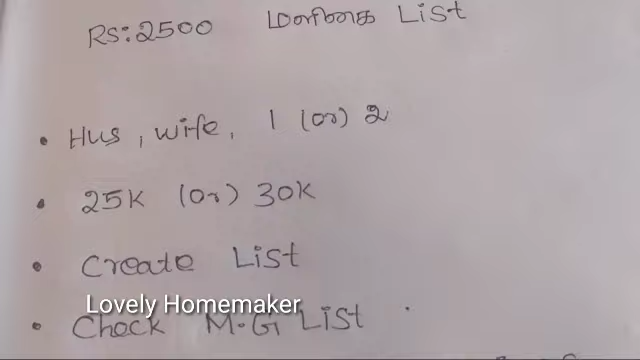 RS:2500 மளிகை List
• Hus, wife, 1 (or) 2
• 25K (or) 30K
• Create List
Lovely Homemaker
• Check M.G List